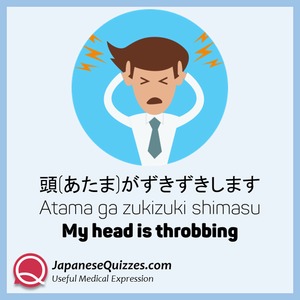 頭(あたま)がずきずきします
Atama ga zukizuki shimasu
My head is throbbing
JapaneseQuizzes.com
Useful Medical Expression